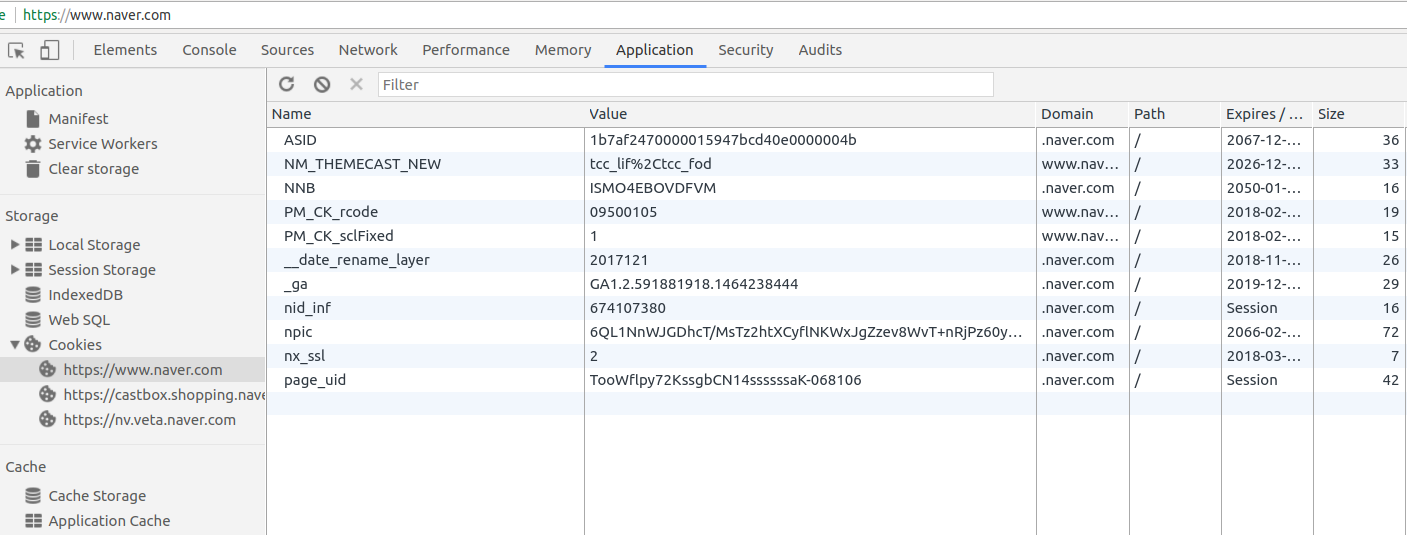 e https://www.naver.com
Elements Console Sources Network Performance Memory Application Security Audits
Application
Manifest
Service Workers
Clear storage
Storage
Local Storage
Session Storage
IndexedDB
Web SQL
Cookies
https://www.naver.com
https://castbox.shopping.nave
https://nv.veta.naver.com
Cache
Cache Storage
Application Cache
Filter
Name Value Domain Path Expires / ... Size
ASID 1b7af2470000015947bcd40e0000004b .naver.com / 2067-12-... 36
NM_THEMECAST_NEW tcc_lif%2Ctcc_fod www.nav... / 2026-12-... 33
NNB ISMO4EBOVDFVM .naver.com / 2050-01-... 16
PM_CK_rcode 09500105 www.nav... / 2018-02-... 19
PM_CK_sclFixed 1 www.nav... / 2018-02-... 15
__date_rename_layer 2017121 .naver.com / 2018-11-... 26
_ga GA1.2.591881918.1464238444 .naver.com / 2019-12-... 29
nid_inf 674107380 .naver.com / Session 16
npic 6QL1NnWJGDhcT/MsTz2htXCyflNKWxJgZzev8WvT+nRjPz60y... .naver.com / 2066-02-... 72
nx_ssl 2 .naver.com / 2018-03-... 7
page_uid TooWflpy72KssgbCN14ssssssaK-068106 .naver.com / Session 42